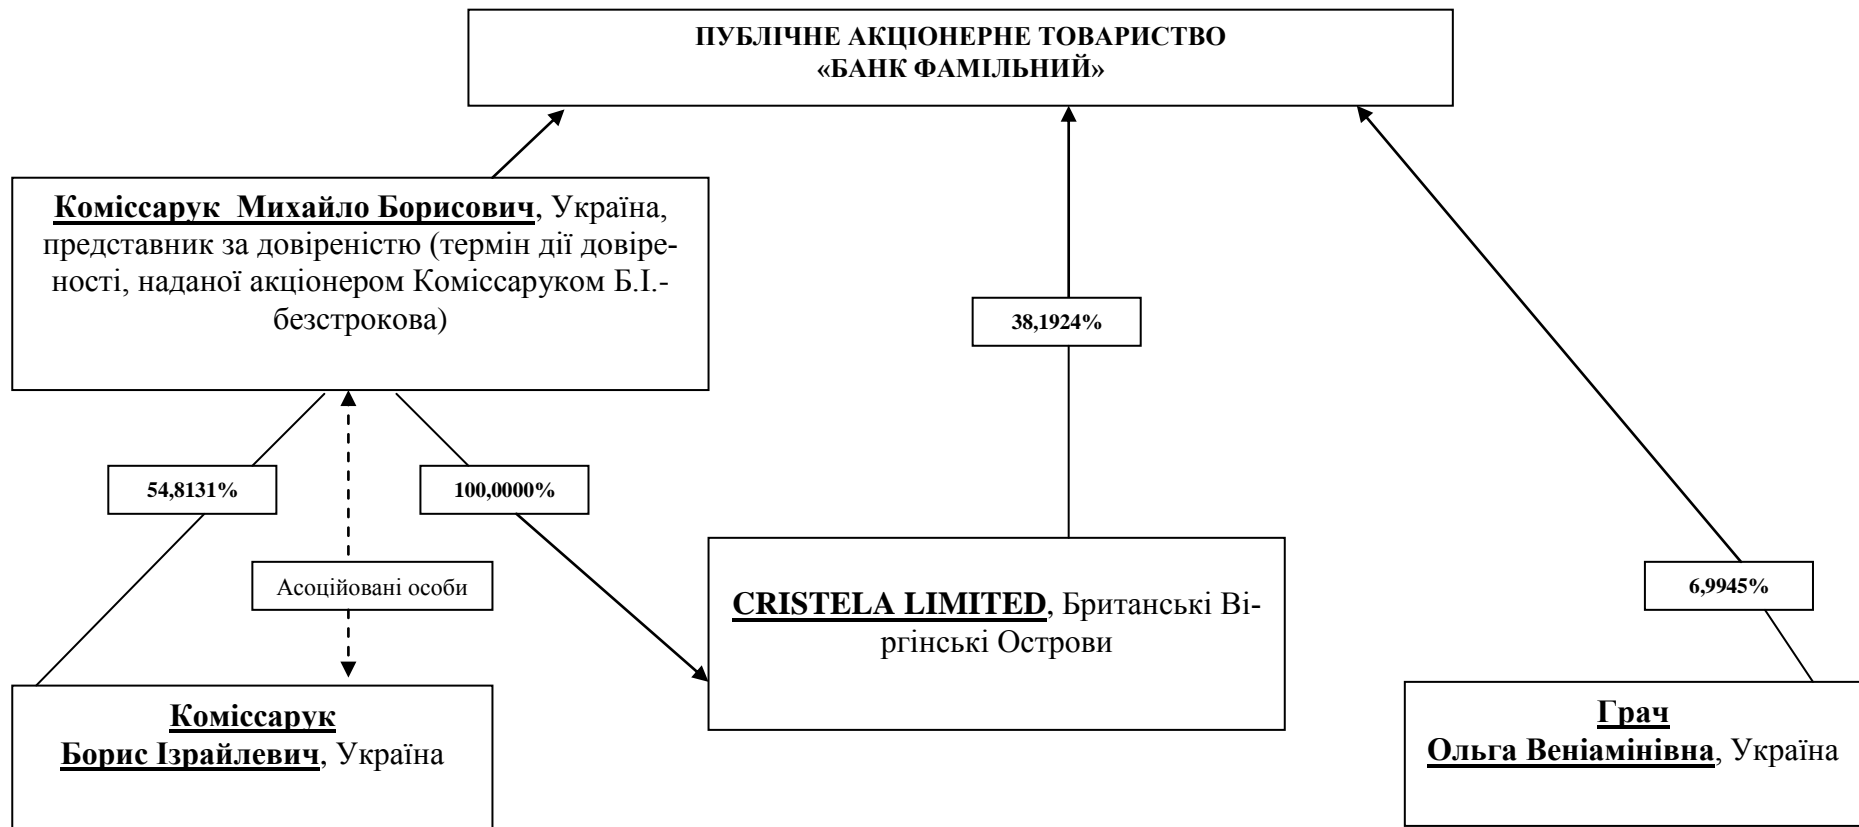 ПУБЛІЧНЕ АКЦІОНЕРНЕ ТОВАРИСТВО
«БАНК ФАМІЛЬНИЙ»
Коміссарук Михайло Борисович, Україна,
представник за довіреністю (термін дії довіре-
ності, наданої акціонером Коміссаруком Б.І.-
безстрокова)
38,1924%
54,8131%
100,0000%
Асоційовані особи
6,9945%
CRISTELA LIMITED, Британські Ві-
ргінські Острови
Коміссарук
Борис Ізрайлевич, Україна
Грач
Ольга Веніамінівна, Україна